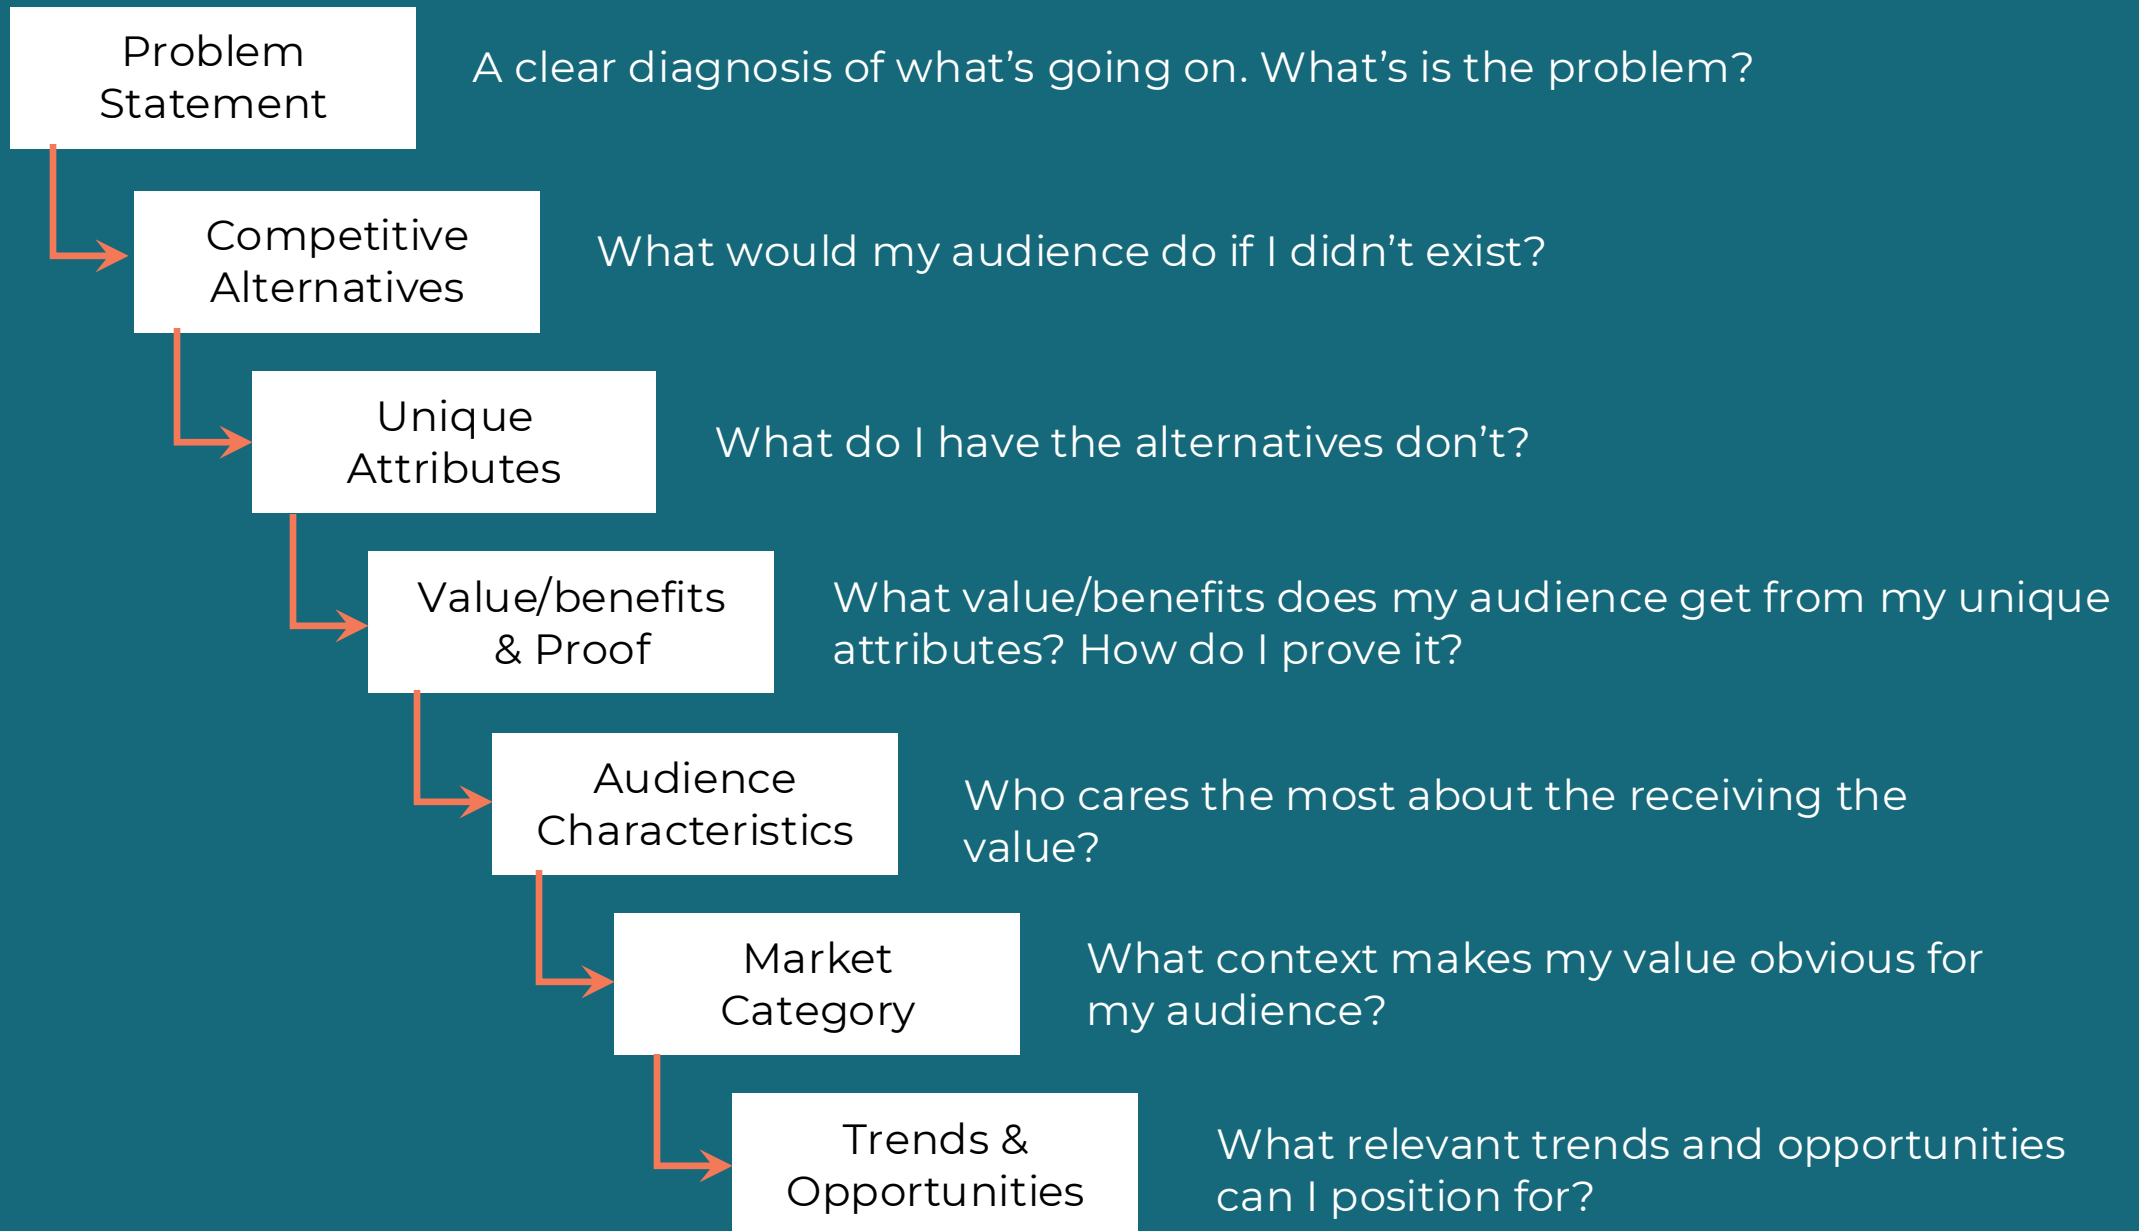 Problem
Statement
A clear diagnosis of what’s going on. What’s is the problem?
Competitive
Alternatives
What would my audience do if I didn’t exist?
Unique
Attributes
What do I have the alternatives don’t?
Value/benefits
& Proof
What value/benefits does my audience get from my unique
attributes? How do I prove it?
Audience
Characteristics
Who cares the most about the receiving the
value?
Market
Category
What context makes my value obvious for
my audience?
Trends &
Opportunities
What relevant trends and opportunities
can I position for?